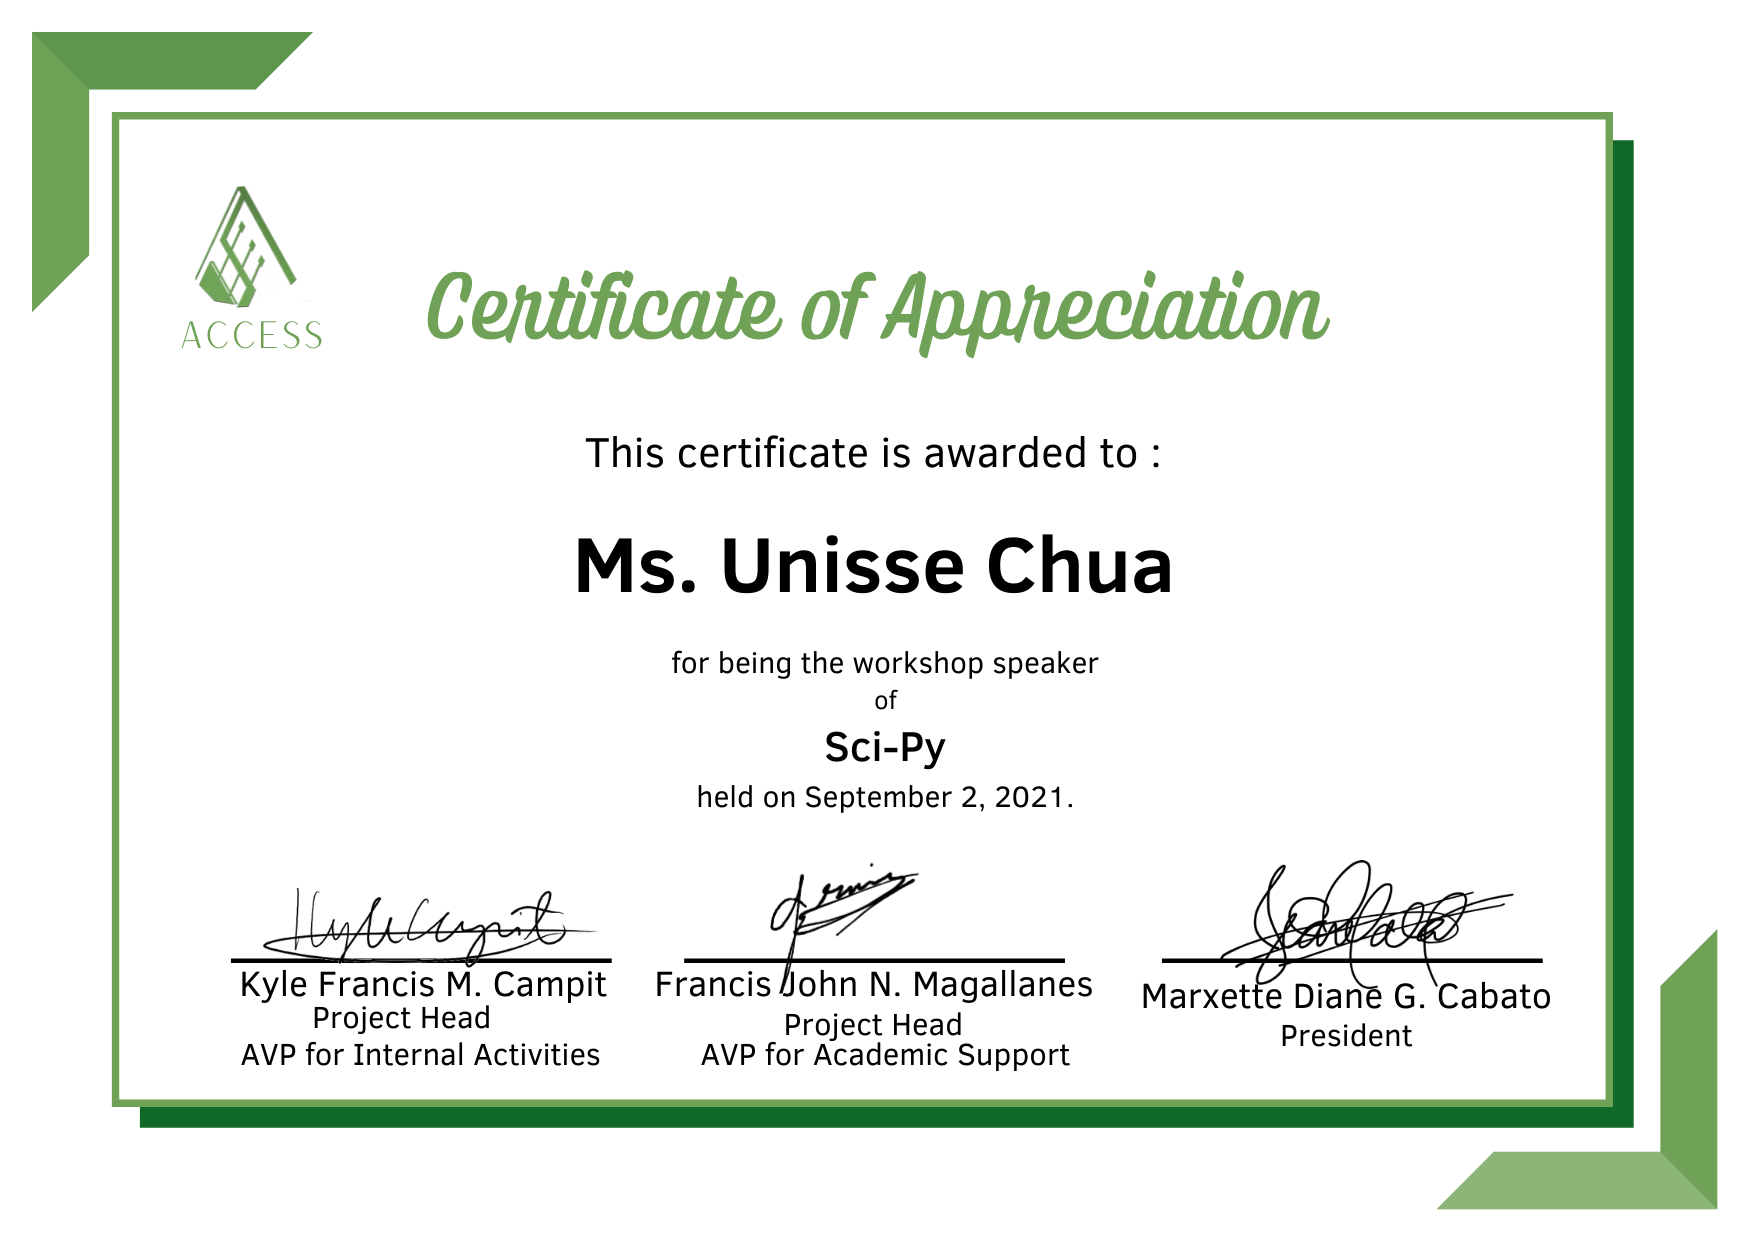 ACCESS
Certificate of Appreciation
This certificate is awarded to :
Ms. Unisse Chua
for being the workshop speaker
of
Sci-Py
held on September 2, 2021.
Kyle Campit
Kyle Francis M. Campit
Project Head
AVP for Internal Activities
Francis John N. Magallanes
Project Head
AVP for Academic Support
Marxette Diane G. Cabato
President